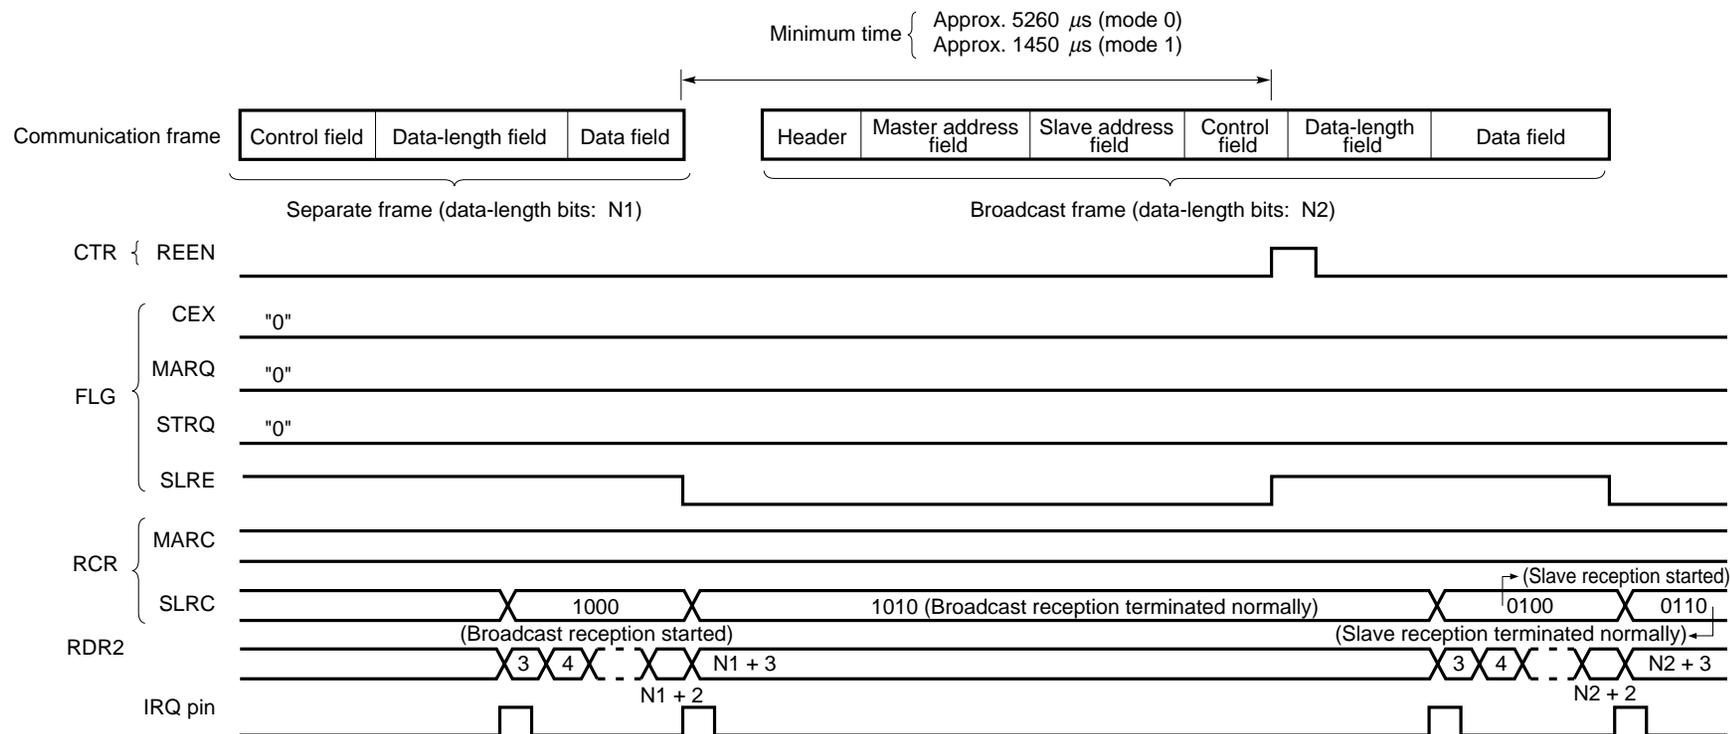 Minimum time
Approx. 5260 μs (mode 0)
Approx. 1450 μs (mode 1)
Communication frame
Control field
Data-length field
Data field
Header
Master address
field
Slave address
field
Control
field
Data-length
field
Data field
Separate frame (data-length bits: N1)
Broadcast frame (data-length bits: N2)
CTR
REEN
FLG
CEX
"0"
MARQ
"0"
STRQ
"0"
SLRE
RCR
MARC
SLRC
1000
1010 (Broadcast reception terminated normally)
(Slave reception started)
0100
0110
(Broadcast reception started)
(Slave reception terminated normally)
RDR2
3
4
N1 + 3
3
4
N2 + 3
N1 + 2
N2 + 2
IRQ pin